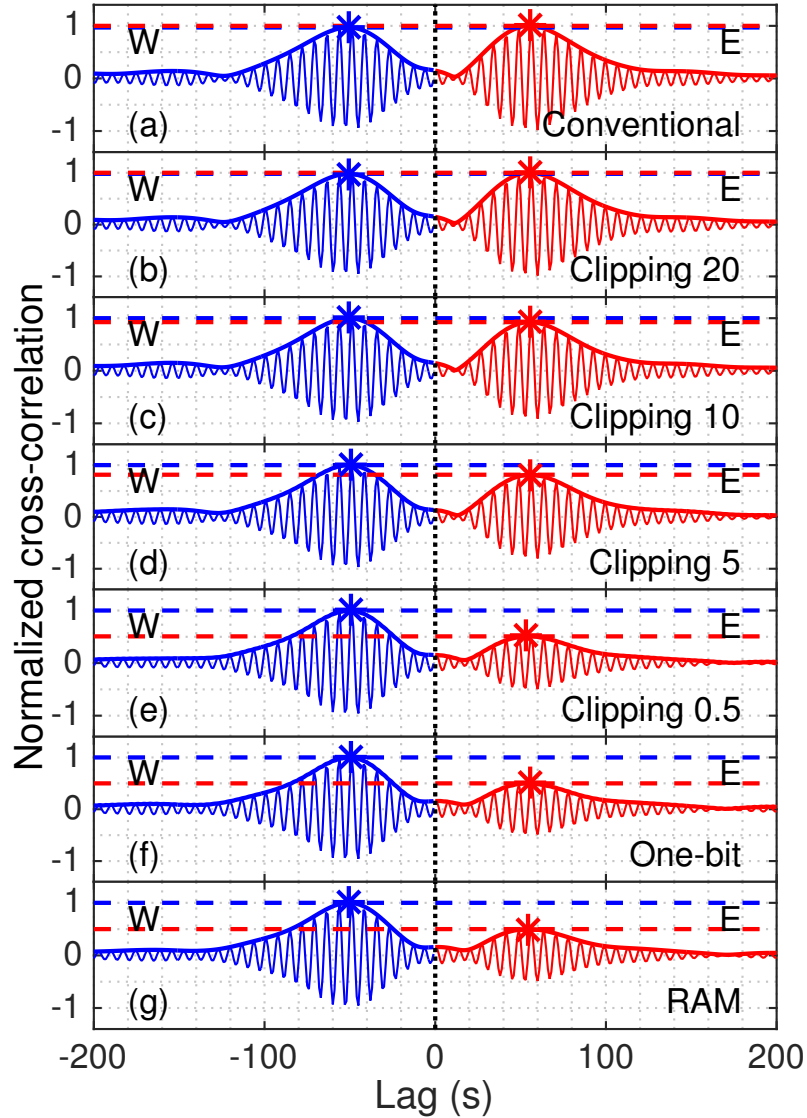 Normalized cross-correlation
1
0
-1
W
E
(a)
Conventional
1
0
-1
W
E
(b)
Clipping 20
1
0
-1
W
E
(c)
Clipping 10
1
0
-1
W
E
(d)
Clipping 5
1
0
-1
W
E
(e)
Clipping 0.5
1
0
-1
W
E
(f)
One-bit
1
0
-1
W
E
(g)
RAM
-200 -100 0 100 200
Lag (s)